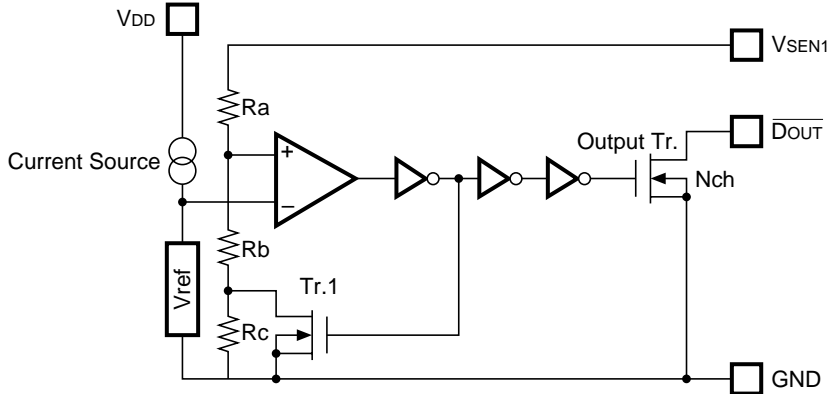 VDD
VSEN1
Ra
DOUT
Output Tr.
Current Source
+
Nch
−
Rb
Vref
Tr.1
Rc
GND